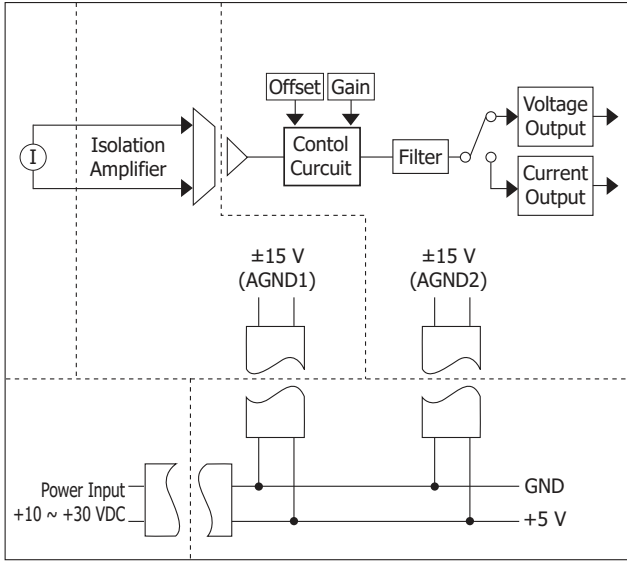 Offset
Gain
I
Isolation
Amplifier
Contol
Curcuit
Filter
Voltage
Output
Current
Output
±15 V
(AGND1)
±15 V
(AGND2)
Power Input
+10 ~ +30 VDC
GND
+5 V